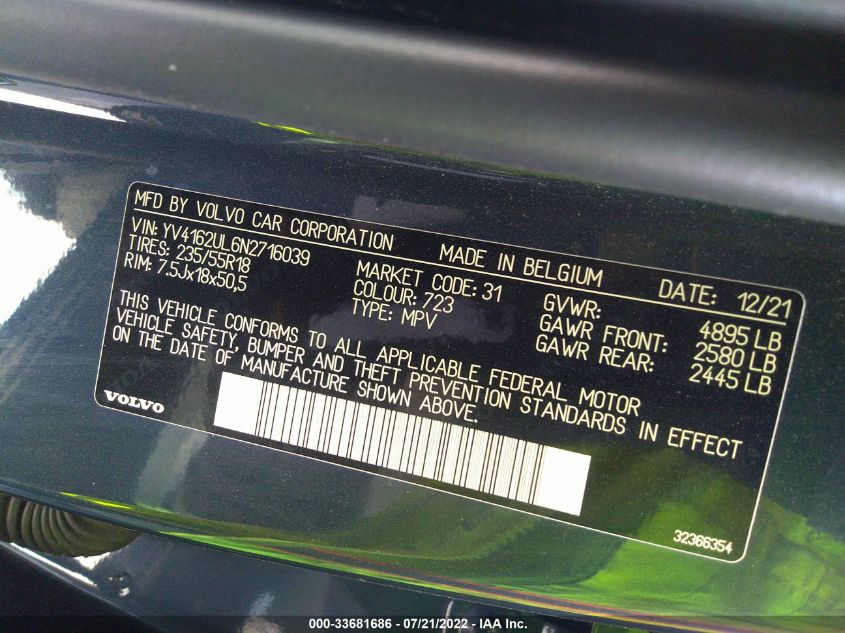 MFD BY VOLVO CAR CORPORATION MADE IN BELGIUM DATE: 12/21
VIN: YV4162UL6N2716039
TIRES: 235/55R18
RIM: 7.5Jx18x50,5
MARKET CODE: 31
COLOUR: 723
TYPE: MPV
GVWR: 4895 LB
GAWR FRONT: 2580 LB
GAWR REAR: 2445 LB
THIS VEHICLE CONFORMS TO ALL APPLICABLE FEDERAL MOTOR
VEHICLE SAFETY, BUMPER AND THEFT PREVENTION STANDARDS IN EFFECT
ON THE DATE OF MANUFACTURE SHOWN ABOVE.
VOLVO
32366354
000-33681686 - 07/21/2022 - IAA Inc.